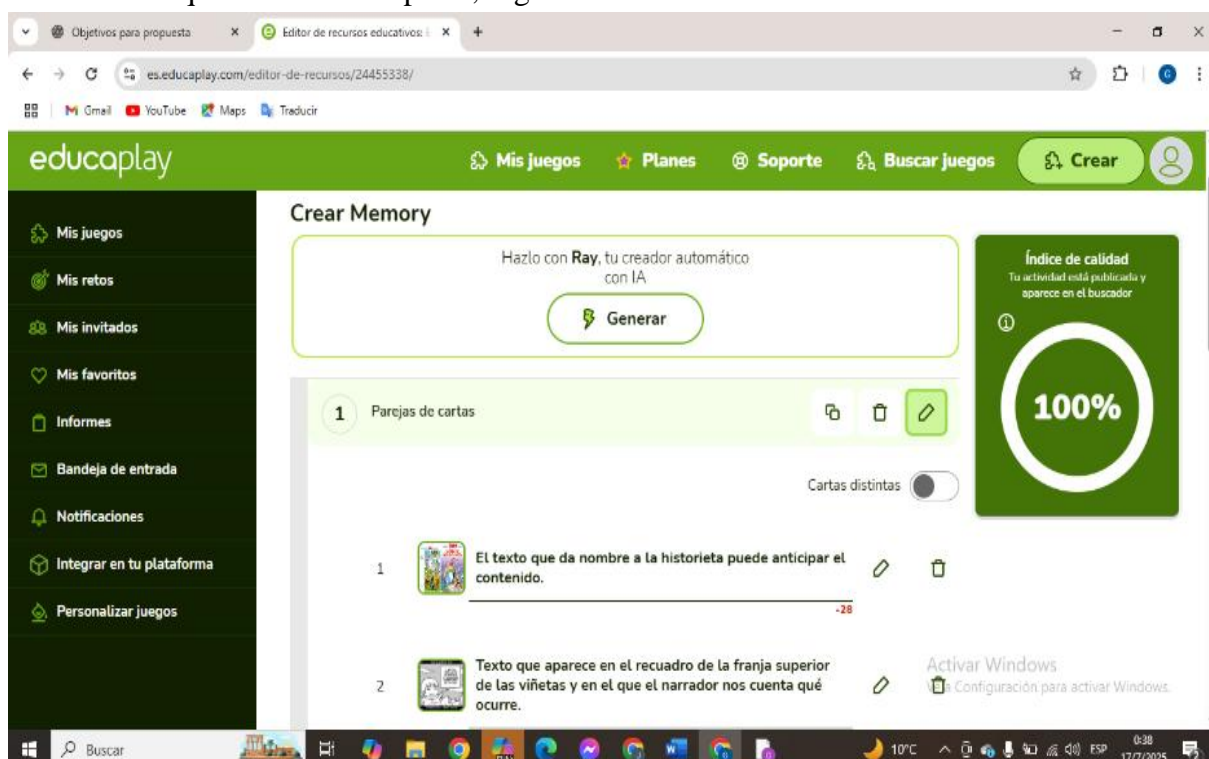 Objetivos para propuesta
Editor de recursos educativos:
es.educaplay.com/editor-de-recursos/24455338/
Gmail YouTube Maps Traducir
educaplay
Mis juegos Planes Soporte Buscar juegos Crear
Mis juegos
Mis retos
Mis invitados
Mis favoritos
Informes
Bandeja de entrada
Notificaciones
Integrar en tu plataforma
Personalizar juegos
Crear Memory
Hazlo con Ray, tu creador automático
con IA
Generar
Índice de calidad
Tu actividad está publicada y
aparece en el buscador
100%
1 Parejas de cartas
Cartas distintas
1
El texto que da nombre a la historieta puede anticipar el
contenido.
-28
2
Texto que aparece en el recuadro de la franja superior
de las viñetas y en el que el narrador nos cuenta qué
ocurre.
Activar Windows
Configuración para activar Windows.
Buscar
10°C
ESP
0:38
17/7/2025